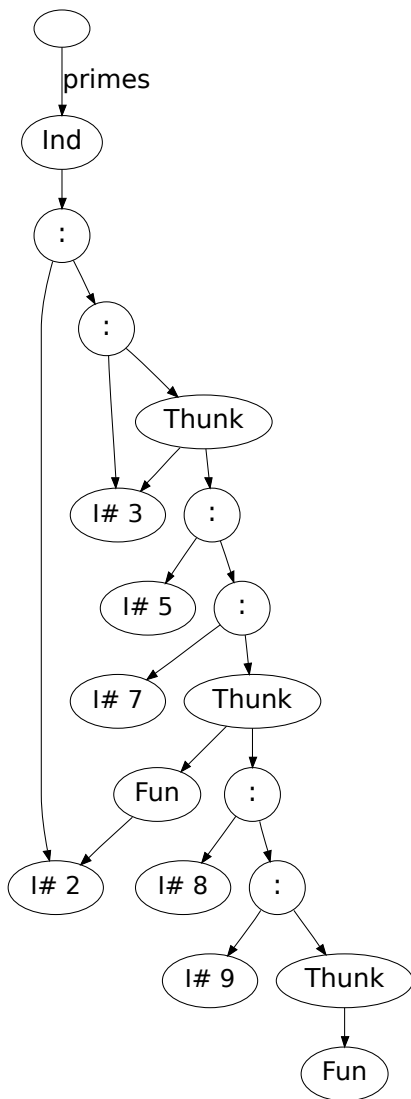 primes
Ind
:
:
Thunk
I# 3
:
I# 5
:
I# 7
Thunk
Fun
:
I# 2
I# 8
:
I# 9
Thunk
Fun